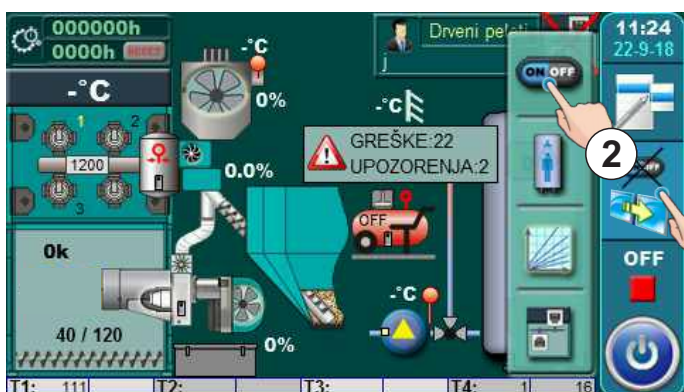 000000h
0000h RESET
-°C
1 2
1200
3
0k
40 / 120
-°C
0%
0.0%
-°C
GREŠKE:22
UPOZORENJA:2
OFF
-°C
0%
Drveni peleti
j
ON OFF
2
11:24
22-9-18
OFF
T1: 111 T2: T3: T4: 1 16